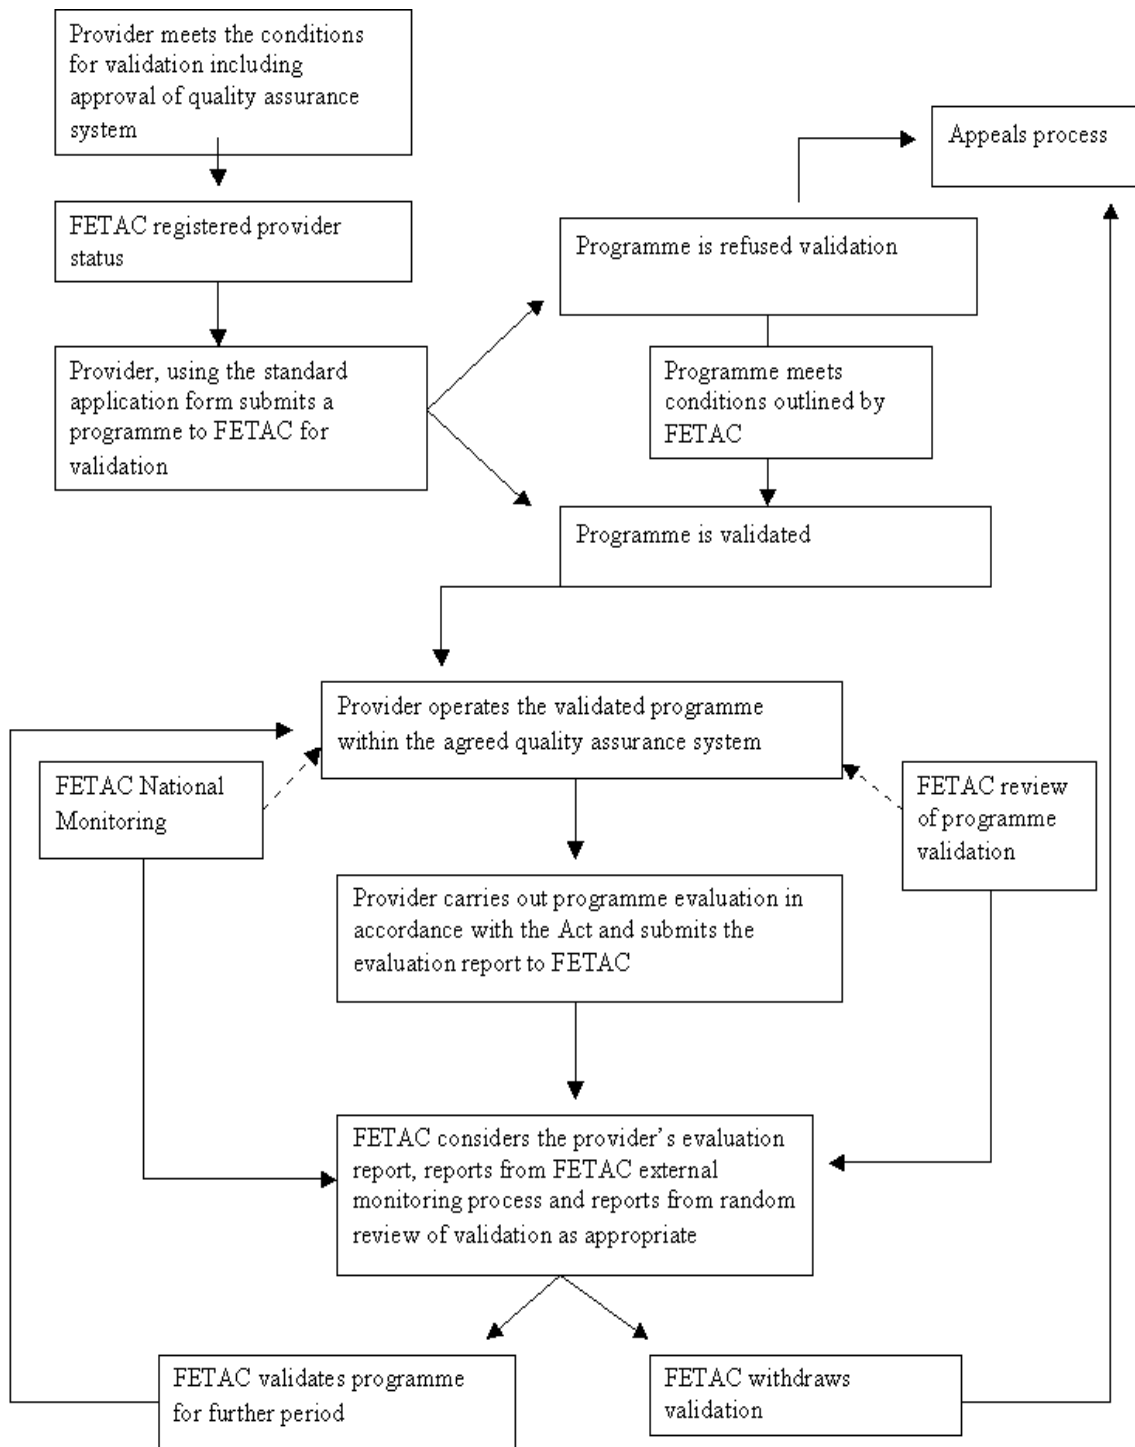 Provider meets the conditions
for validation including
approval of quality assurance
system
Appeals process
FETAC registered provider
status
Programme is refused validation
Provider, using the standard
application form submits a
programme to FETAC for
validation
Programme meets
conditions outlined by
FETAC
Programme is validated
Provider operates the validated programme
within the agreed quality assurance system
FETAC National
Monitoring
FETAC review
of programme
validation
Provider carries out programme evaluation in
accordance with the Act and submits the
evaluation report to FETAC
FETAC considers the provider’s evaluation
report, reports from FETAC external
monitoring process and reports from random
review of validation as appropriate
FETAC validates programme
for further period
FETAC withdraws
validation